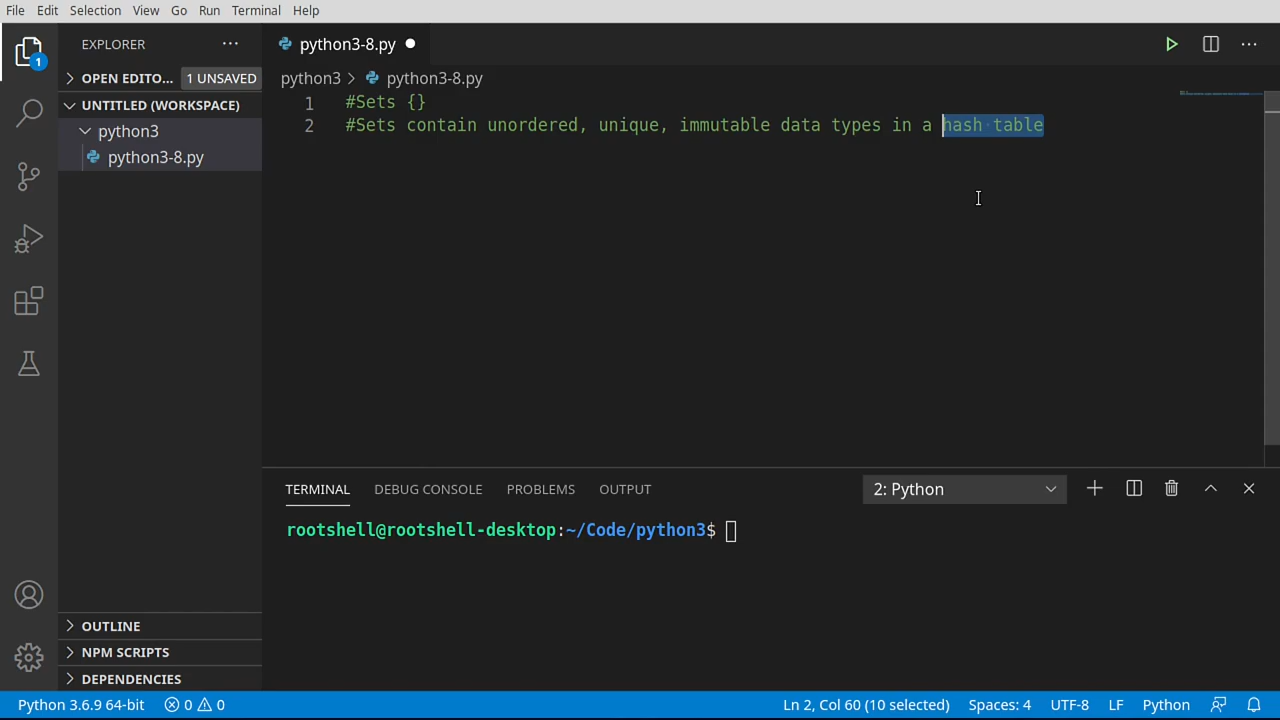 File Edit Selection View Go Run Terminal Help
EXPLORER ···
python3-8.py
OPEN EDITO... 1 UNSAVED
python3 > python3-8.py
UNTITLED (WORKSPACE)
1 #Sets {}
2 #Sets contain unordered, unique, immutable data types in a hash·table
python3
python3-8.py
1
TERMINAL DEBUG CONSOLE PROBLEMS OUTPUT 2: Python
rootshell@rootshell-desktop:~/Code/python3$
OUTLINE
NPM SCRIPTS
DEPENDENCIES
Python 3.6.9 64-bit 0 0 Ln 2, Col 60 (10 selected) Spaces: 4 UTF-8 LF Python